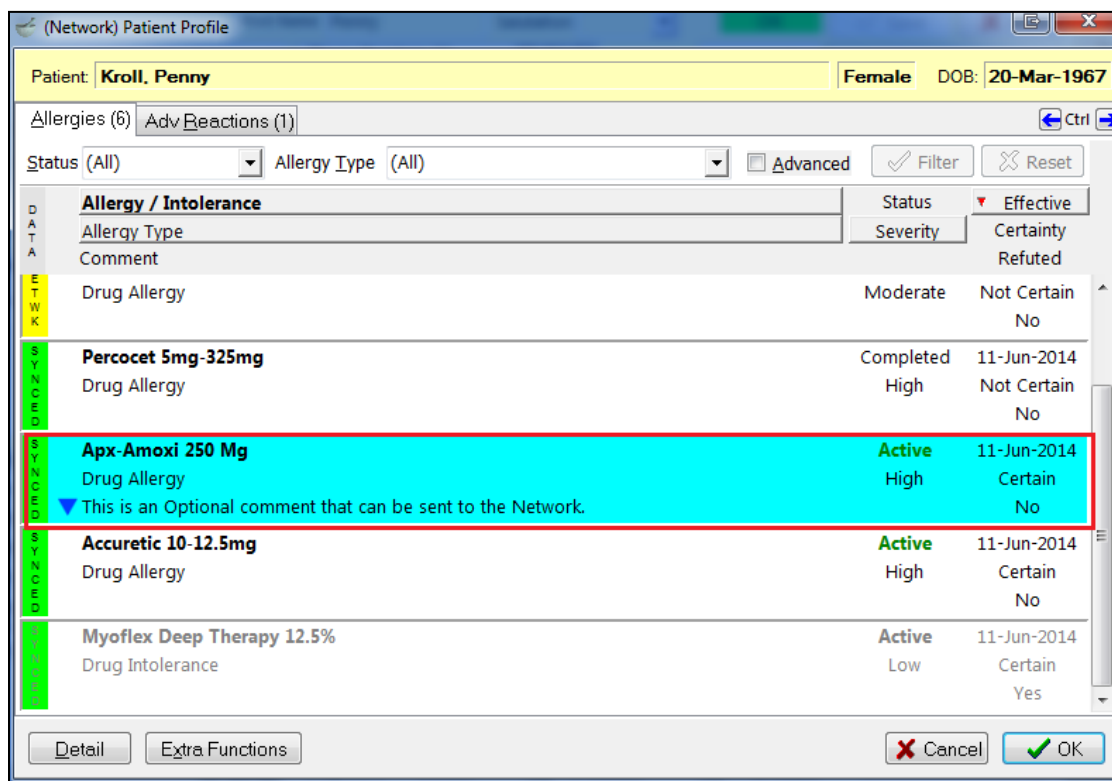 (Network) Patient Profile
Patient: Kroll, Penny Female DOB: 20-Mar-1967
Allergies (6) Adv Reactions (1) Ctrl
Status (All) Allergy Type (All) Advanced Filter Reset
DATA
Allergy / Intolerance Status Effective
Allergy Type Severity Certainty
Comment Refuted
ETWK
Drug Allergy Moderate Not Certain
No
SYNCED
Percocet 5mg-325mg Completed 11-Jun-2014
Drug Allergy High Not Certain
No
SYNCED
Apx-Amoxi 250 Mg Active 11-Jun-2014
Drug Allergy High Certain
This is an Optional comment that can be sent to the Network. No
SYNCED
Accuretic 10-12.5mg Active 11-Jun-2014
Drug Allergy High Certain
No
SYNCED
Myoflex Deep Therapy 12.5% Active 11-Jun-2014
Drug Intolerance Low Certain
Yes
Detail Extra Functions Cancel OK